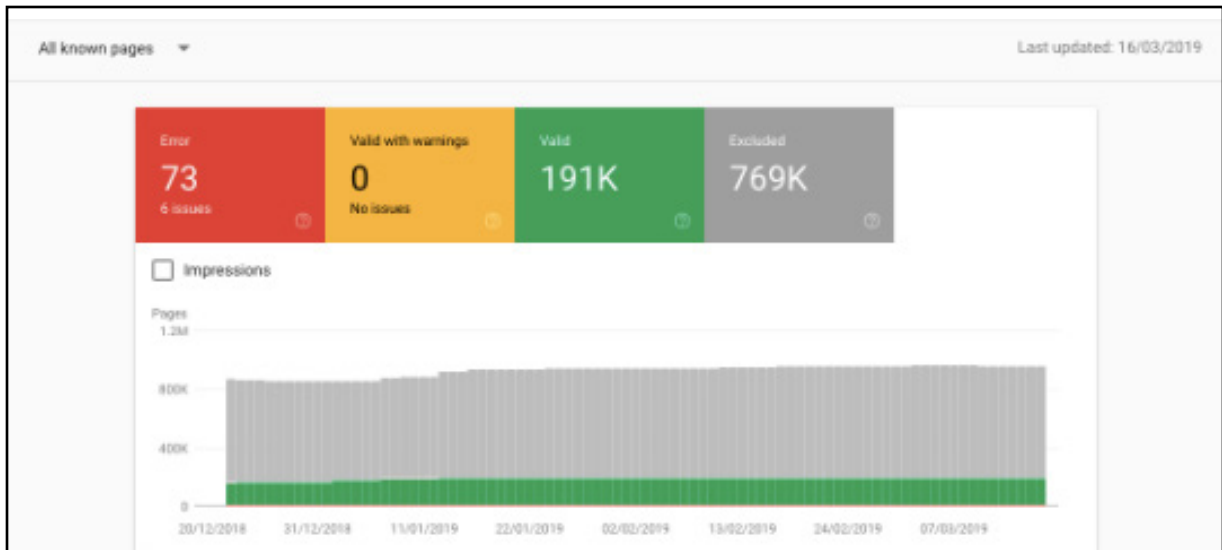 All known pages
Last updated: 16/03/2019
Error
73
6 issues
Valid with warnings
0
No issues
Valid
191K
Excluded
769K
Impressions
Pages
1.2M
800K
400K
0
20/12/2018 31/12/2018 11/01/2019 22/01/2019 02/02/2019 13/02/2019 24/02/2019 07/03/2019